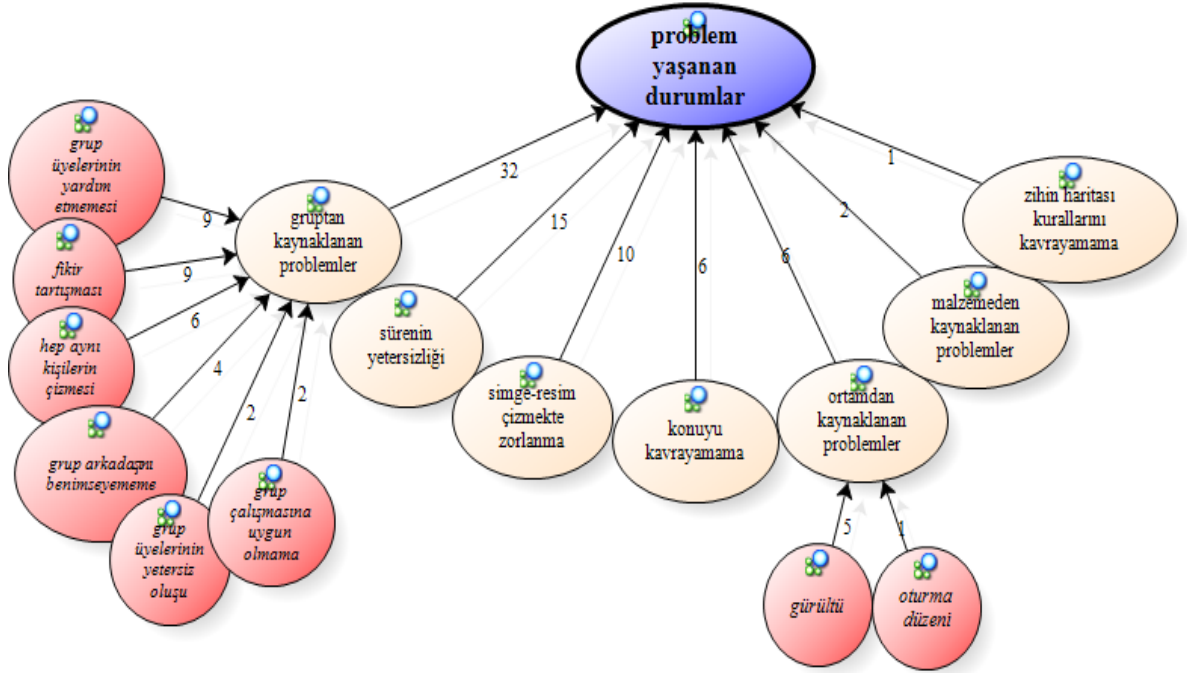 problem
yaşanan
durumlar
grup
üyelerinin
yardım
etmemesi
fikir
tartışması
hep aynı
kişilerin
çizmesi
grup arkadaşını
benimseyememe
grup
üyelerinin
yetersiz
oluşu
grup
çalışmasına
uygun
olmama
9
9
6
4
2
2
gruptan
kaynaklanan
problemler
32
sürenin
yetersizliği
15
simge-resim
çizmekte
zorlanma
10
konuyu
kavrayamama
6
ortamdan
kaynaklanan
problemler
6
malzemeden
kaynaklanan
problemler
2
zihin haritası
kurallarını
kavrayamama
1
5
1
gürültü
oturma
düzeni